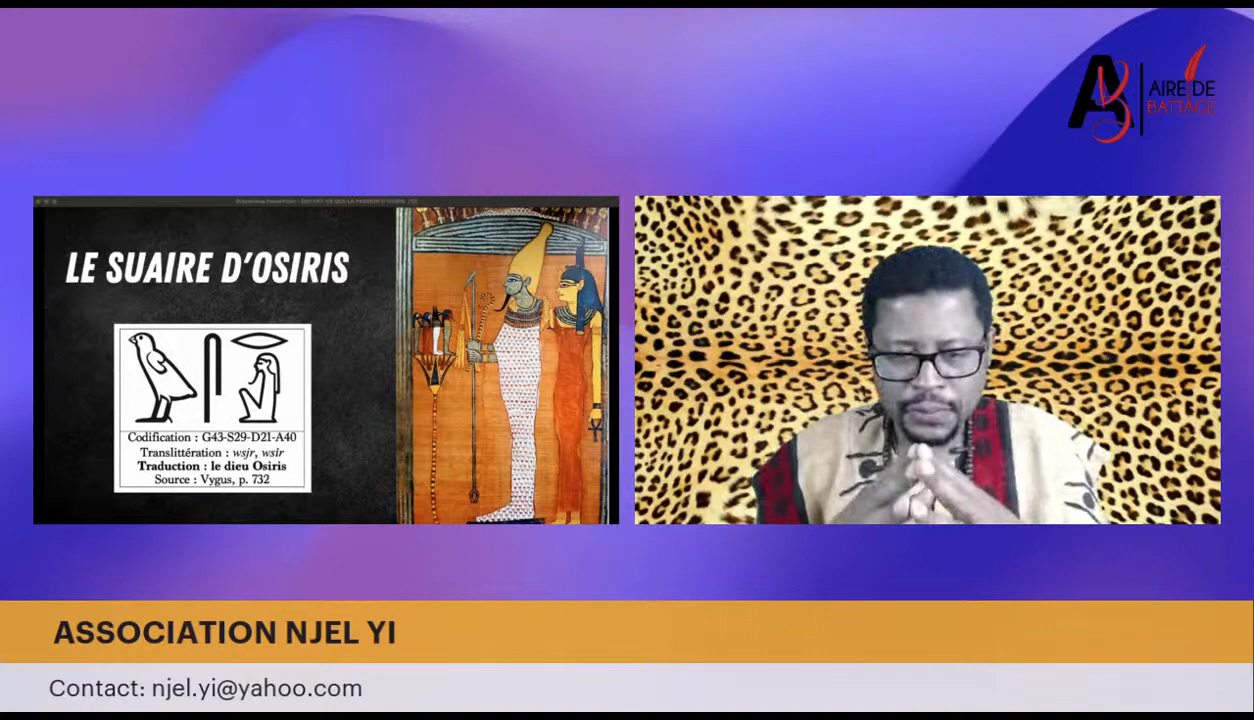 AIRE DE
BATTAGE
LE SUAIRE D'OSIRIS
Codification : G43-S29-D21-A40
Translittération : wsjr, wsir
Traduction : le dieu Osiris
Source : Vygus, p. 732
ASSOCIATION NJEL YI
Contact: njel.yi@yahoo.com